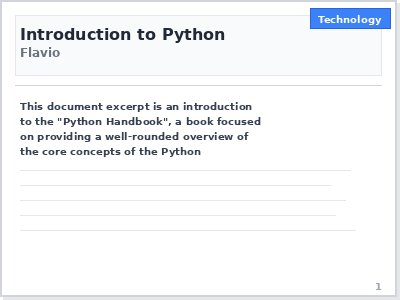 Technology
Introduction to Python
Flavio
This document excerpt is an introduction
to the "Python Handbook", a book focused
on providing a well-rounded overview of
the core concepts of the Python
1